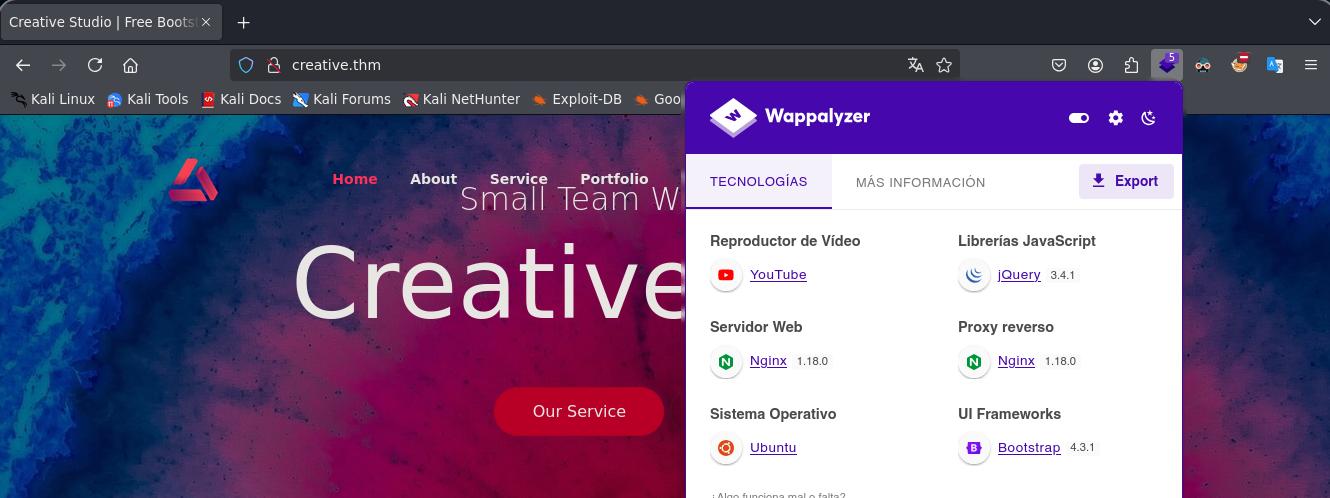 Creative Studio | Free Boots
creative.thm
5
Kali Linux Kali Tools Kali Docs Kali Forums Kali NetHunter Exploit-DB Goo
Wappalyzer
TECNOLOGÍAS MÁS INFORMACIÓN Export
Home About Service Portfolio
Small Team W
Creative
Our Service
Reproductor de Vídeo
YouTube
Librerías JavaScript
jQuery 3.4.1
Servidor Web
Nginx 1.18.0
Proxy reverso
Nginx 1.18.0
Sistema Operativo
Ubuntu
UI Frameworks
Bootstrap 4.3.1
¿Algo funciona mal o falta?